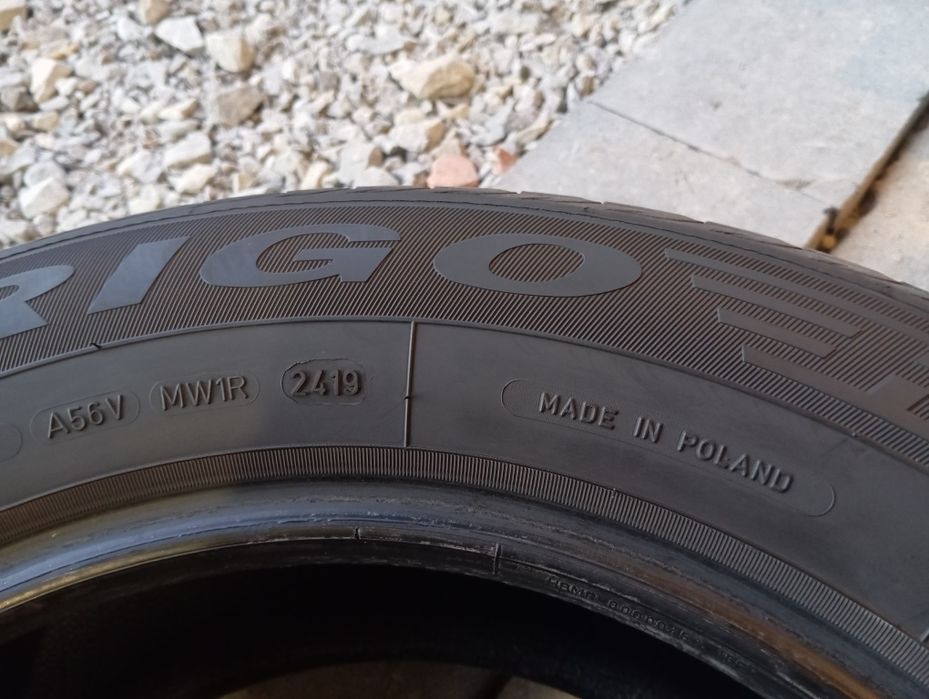 RIGO
A56V MW1R 2419
MADE IN POLAND